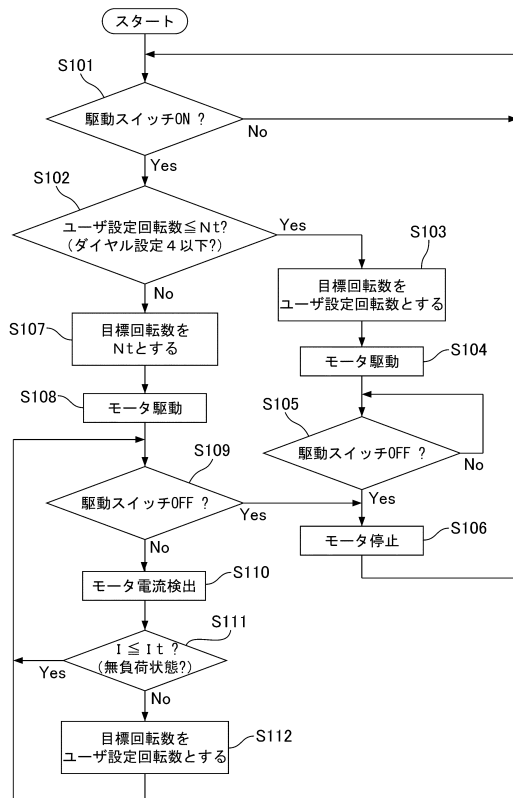 スタート
S101
駆動スイッチON ?
No
Yes
S102
ユーザ設定回転数≦Nt?
(ダイヤル設定4以下?)
Yes
No
S103
目標回転数を
ユーザ設定回転数とする
S107
目標回転数を
Ntとする
モータ駆動
S104
S108
モータ駆動
S105
駆動スイッチOFF ?
No
Yes
S109
駆動スイッチOFF ?
Yes
No
モータ停止
S106
モータ電流検出
S110
S111
I≦It ?
(無負荷状態?)
Yes
No
目標回転数を
ユーザ設定回転数とする
S112